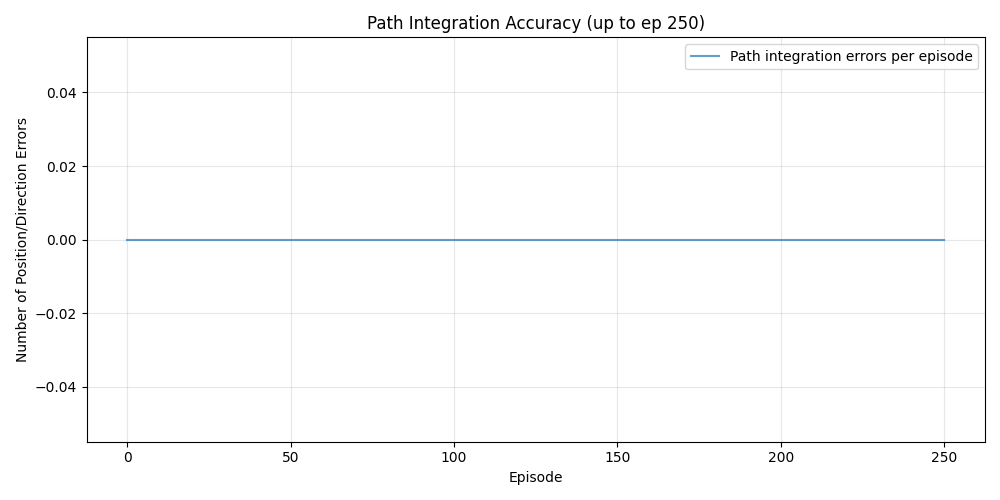 Path Integration Accuracy (up to ep 250)
Path integration errors per episode
Number of Position/Direction Errors
0.04
0.02
0.00
−0.02
−0.04
0 50 100 150 200 250
Episode